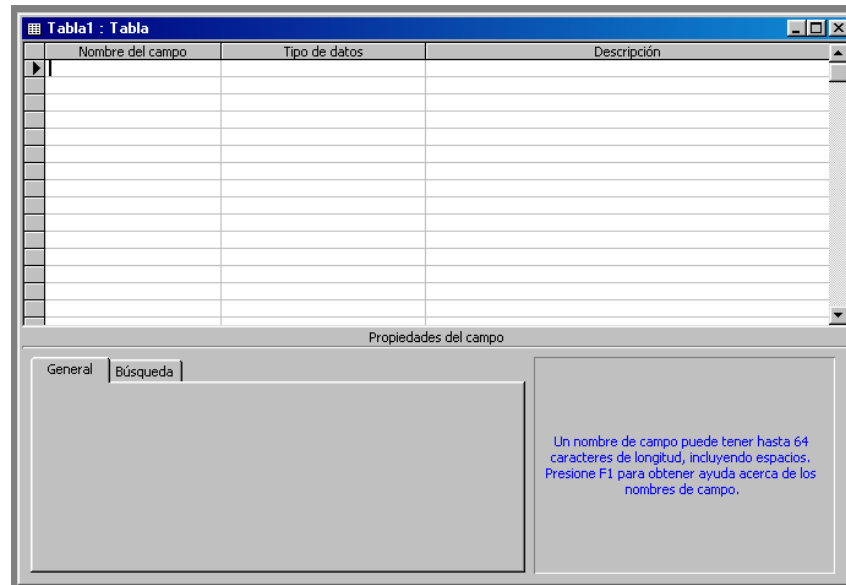 Tabla1 : Tabla
Nombre del campo Tipo de datos Descripción
Propiedades del campo
General Búsqueda
Un nombre de campo puede tener hasta 64
caracteres de longitud, incluyendo espacios.
Presione F1 para obtener ayuda acerca de los
nombres de campo.